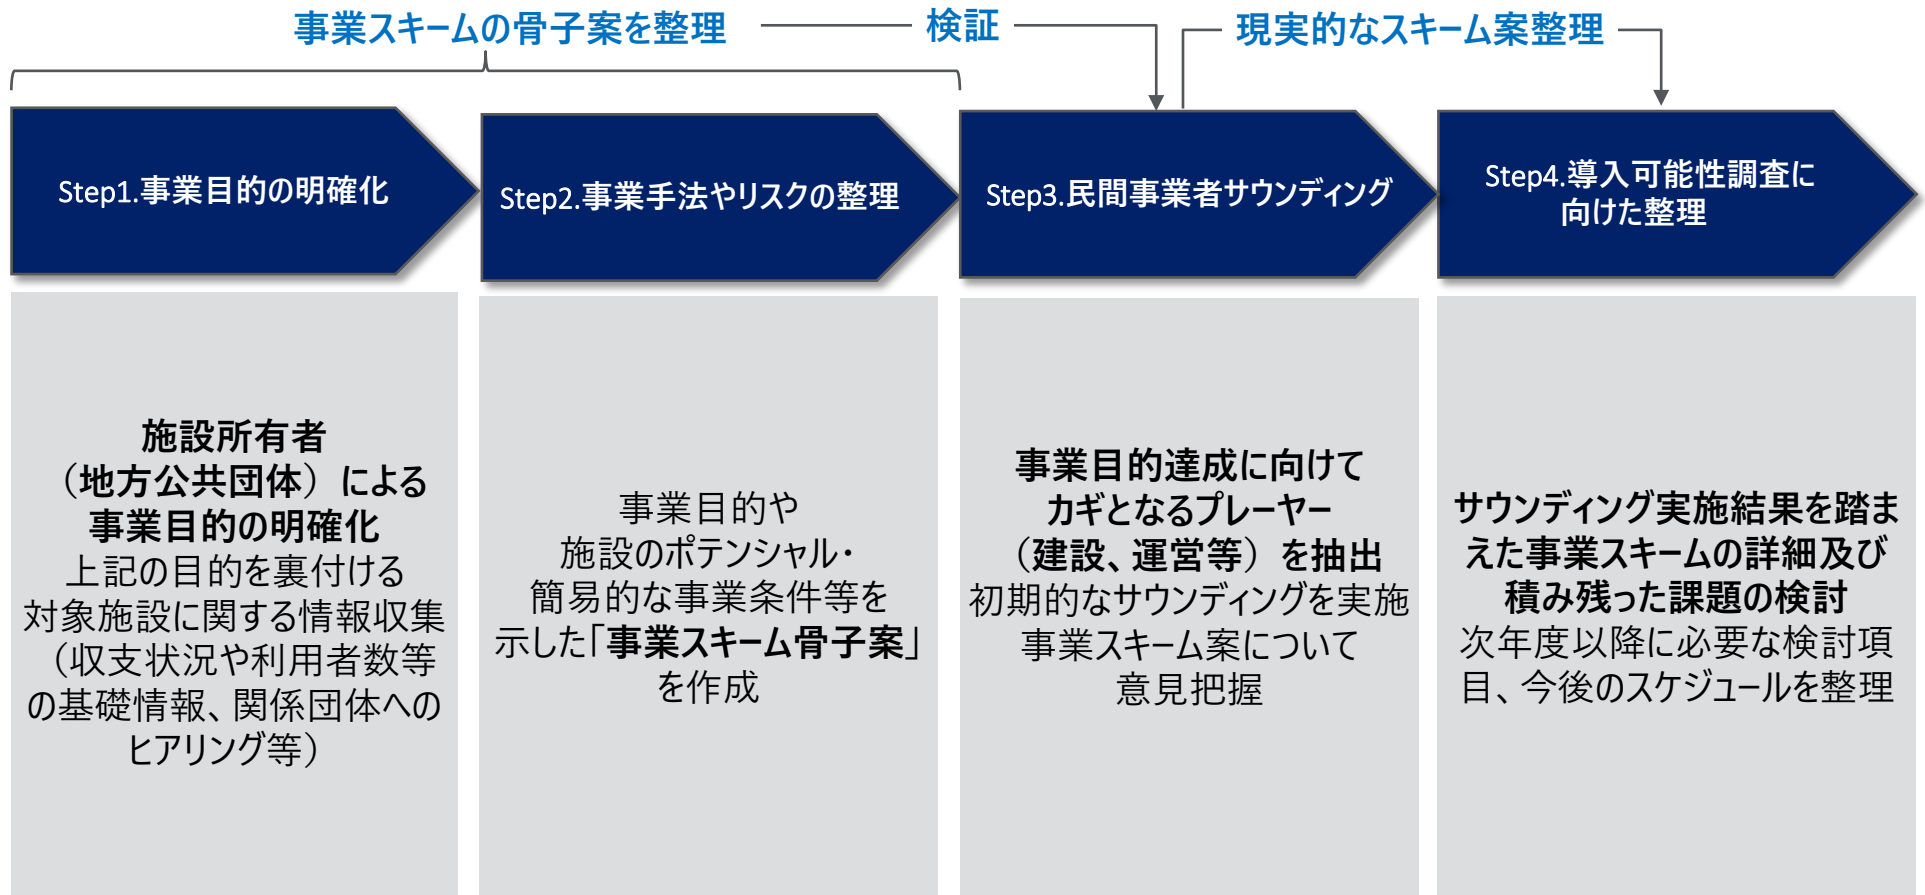 事業スキームの骨子案を整理
検証
現実的なスキーム案整理
Step1.事業目的の明確化
Step2.事業手法やリスクの整理
Step3.民間事業者サウンディング
Step4.導入可能性調査に
向けた整理
施設所有者
（地方公共団体）による
事業目的の明確化
上記の目的を裏付ける
対象施設に関する情報収集
（収支状況や利用者数等
の基礎情報、関係団体への
ヒアリング等）
事業目的や
施設のポテンシャル・
簡易的な事業条件等を
示した「事業スキーム骨子案」
を作成
事業目的達成に向けて
カギとなるプレーヤー
（建設、運営等）を抽出
初期的なサウンディングを実施
事業スキーム案について
意見把握
サウンディング実施結果を踏ま
えた事業スキームの詳細及び
積み残った課題の検討
次年度以降に必要な検討項
目、今後のスケジュールを整理